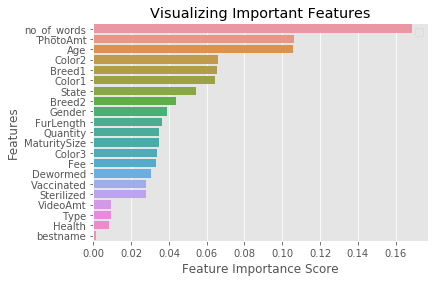 Visualizing Important Features
no_of_words
PhotoAmt
Age
Color2
Breed1
Color1
State
Breed2
Gender
FurLength
Quantity
MaturitySize
Color3
Fee
Dewormed
Vaccinated
Sterilized
VideoAmt
Type
Health
bestname
Features
0.00 0.02 0.04 0.06 0.08 0.10 0.12 0.14 0.16
Feature Importance Score